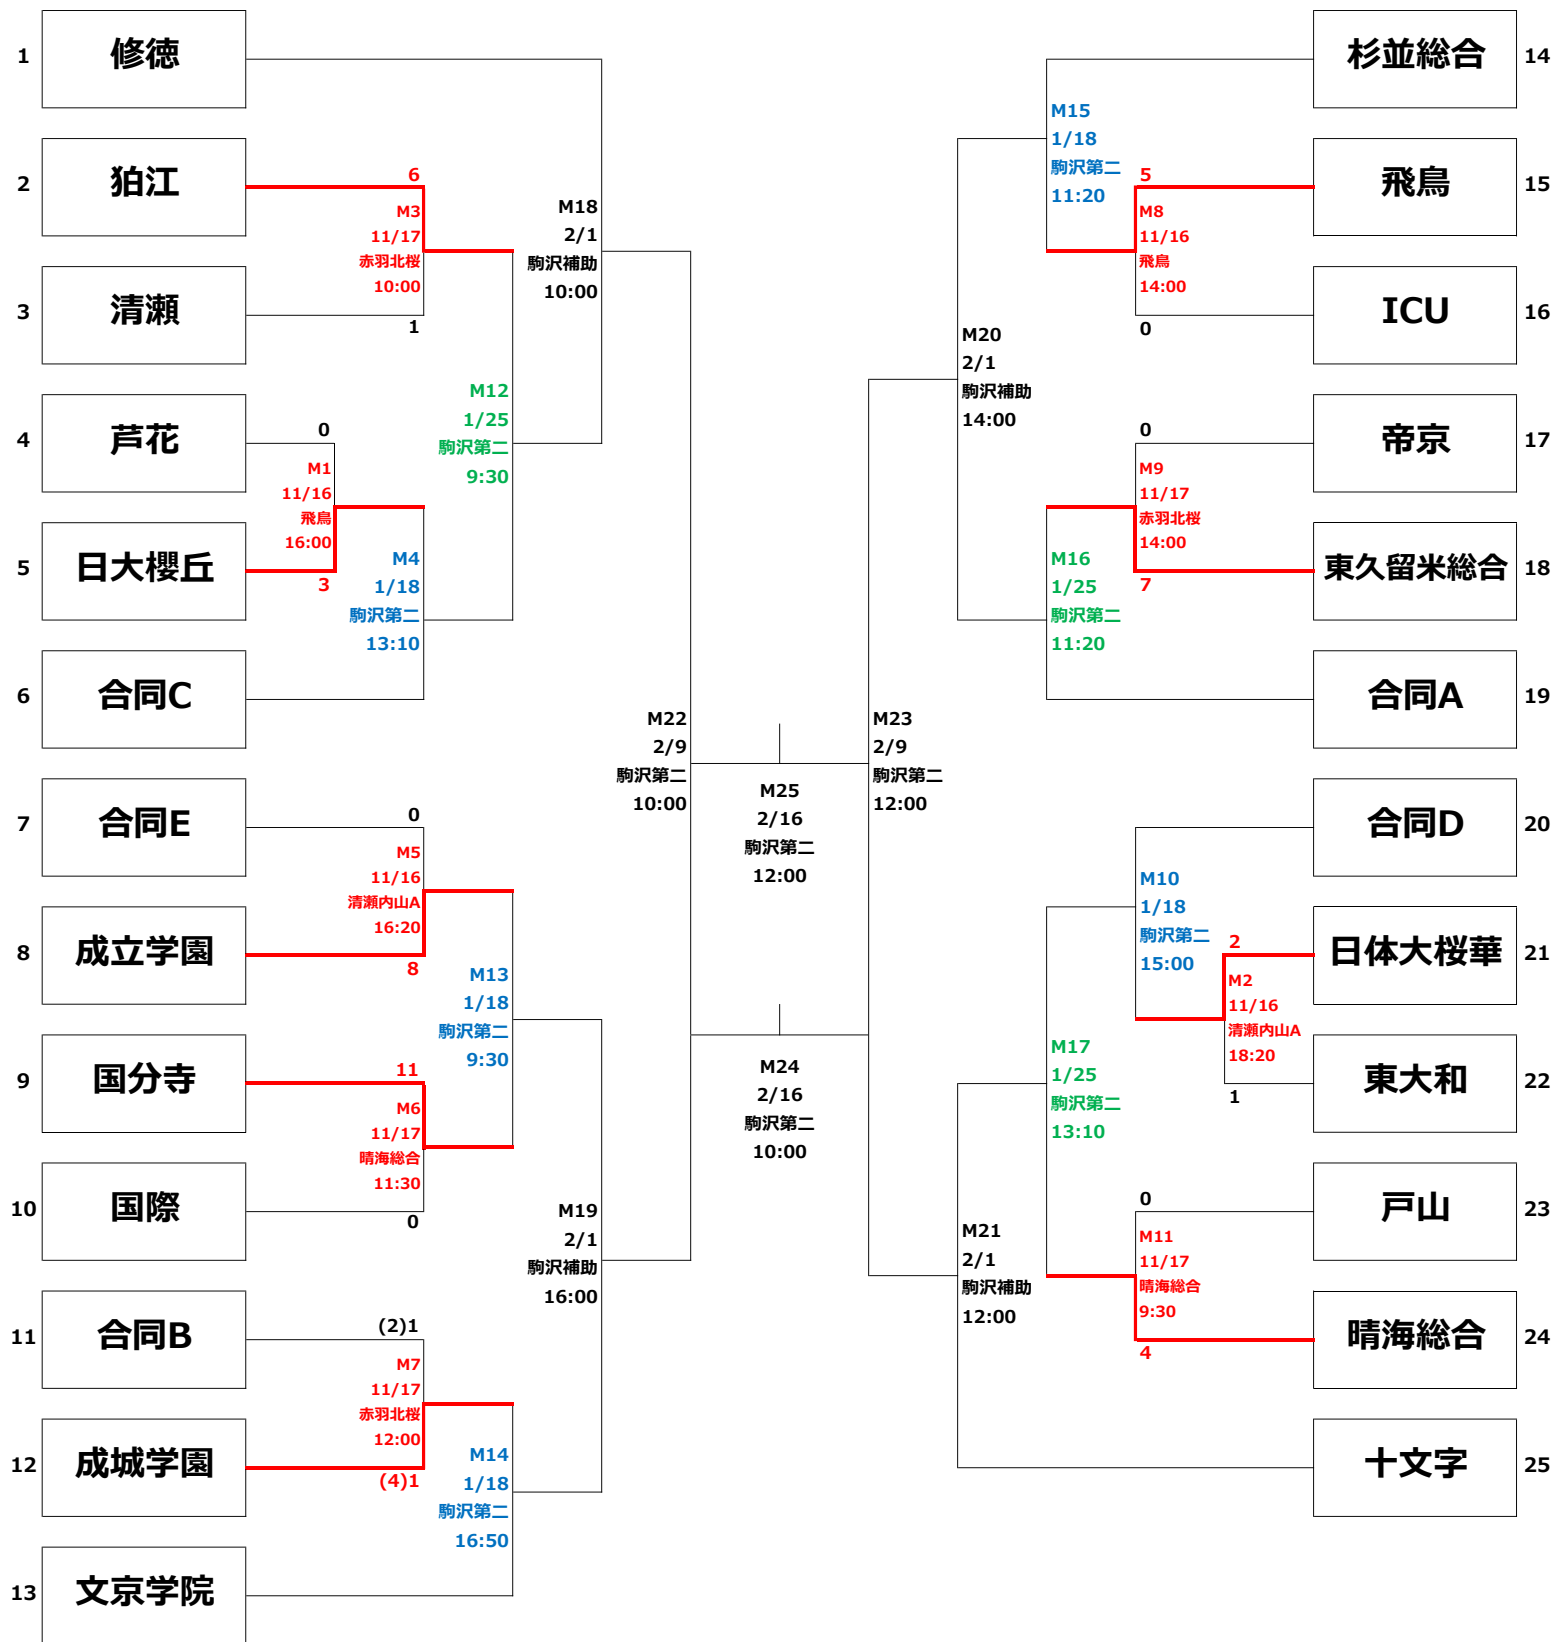 1
修徳
2
狛江
6
M3
11/17
赤羽北桜
10:00
3
清瀬
1
M18
2/1
駒沢補助
10:00
M12
1/25
駒沢第二
9:30
4
芦花
0
M1
11/16
飛鳥
16:00
5
日大櫻丘
3
M4
1/18
駒沢第二
13:10
6
合同C
M22
2/9
駒沢第二
10:00
7
合同E
0
M5
11/16
清瀬内山A
16:20
8
成立学園
8
M13
1/18
駒沢第二
9:30
9
国分寺
11
M6
11/17
晴海総合
11:30
10
国際
0
M19
2/1
駒沢補助
16:00
11
合同B
(2)1
M7
11/17
赤羽北桜
12:00
12
成城学園
(4)1
M14
1/18
駒沢第二
16:50
13
文京学院
M25
2/16
駒沢第二
12:00
M24
2/16
駒沢第二
10:00
杉並総合
14
M15
1/18
駒沢第二
11:20
5
飛鳥
15
M8
11/16
飛鳥
14:00
ICU
16
0
M20
2/1
駒沢補助
14:00
0
帝京
17
M9
11/17
赤羽北桜
14:00
東久留米総合
18
7
M16
1/25
駒沢第二
11:20
合同A
19
M23
2/9
駒沢第二
12:00
合同D
20
M10
1/18
駒沢第二
15:00
2
日体大桜華
21
M2
11/16
清瀬内山A
18:20
東大和
22
1
M17
1/25
駒沢第二
13:10
0
戸山
23
M11
11/17
晴海総合
9:30
晴海総合
24
4
M21
2/1
駒沢補助
12:00
十文字
25